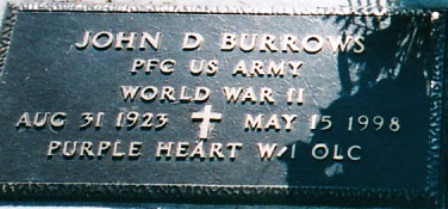 JOHN D BURROWS
PFC US ARMY
WORLD WAR II
AUG 31 1923 MAY 15 1998
PURPLE HEART W/1 OLC